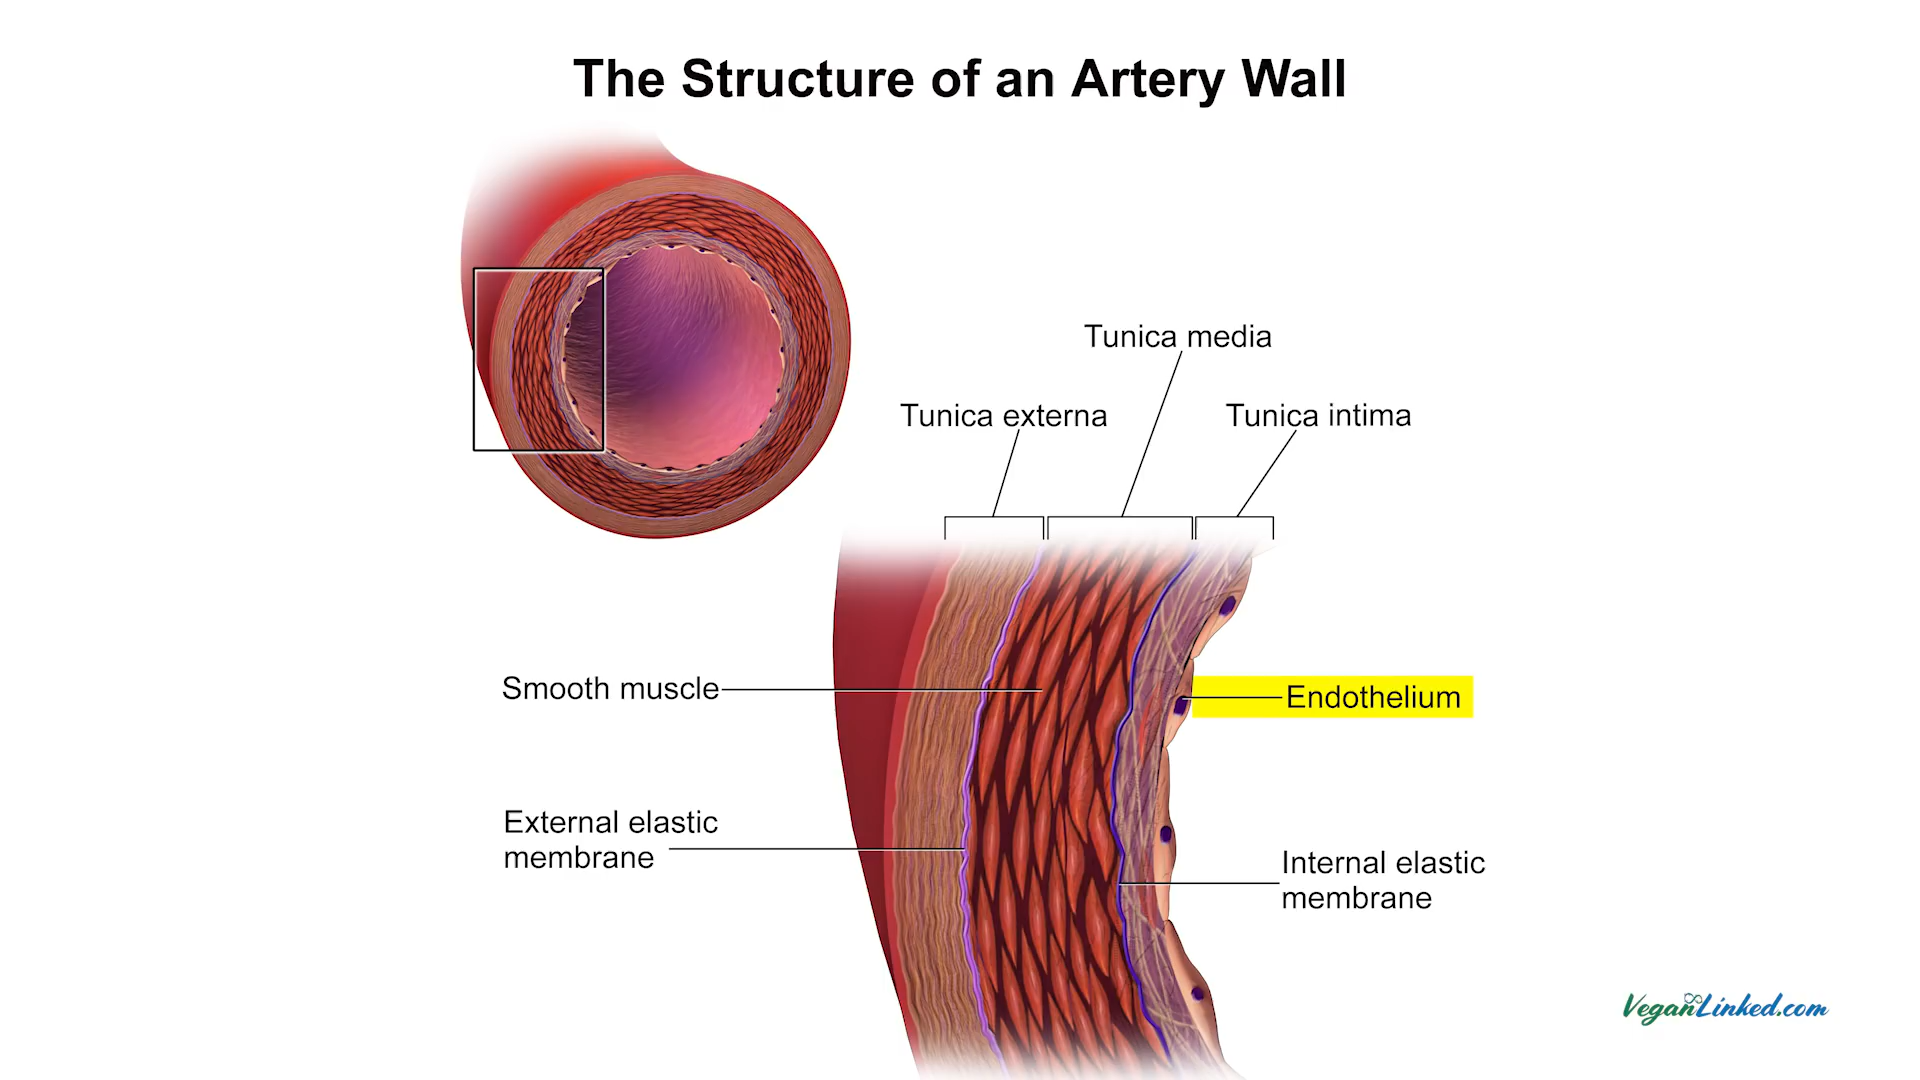 The Structure of an Artery Wall
Tunica media
Tunica externa
Tunica intima
Smooth muscle
Endothelium
External elastic
membrane
Internal elastic
membrane
VeganLinked.com